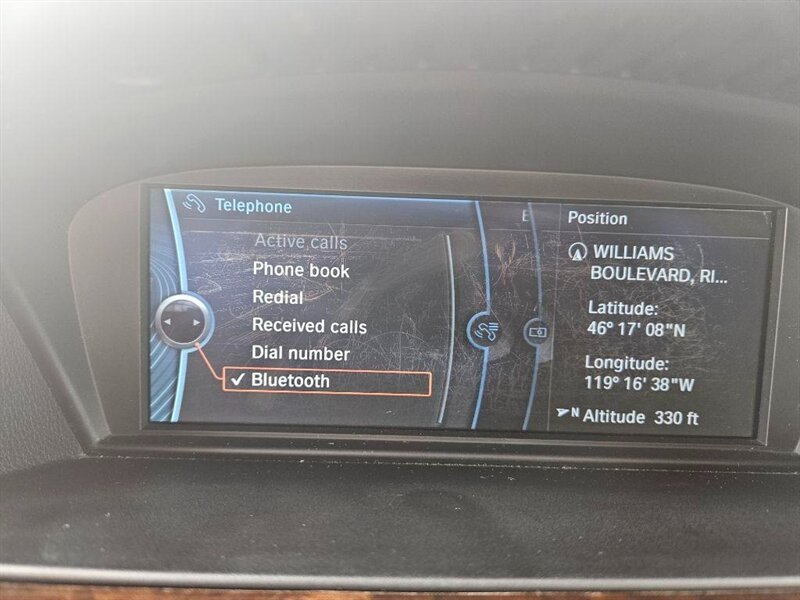 Telephone
Active calls
Phone book
Redial
Received calls
Dial number
✓ Bluetooth
Position
WILLIAMS
BOULEVARD, RI...
Latitude:
46° 17' 08"N
Longitude:
119° 16' 38"W
N Altitude 330 ft